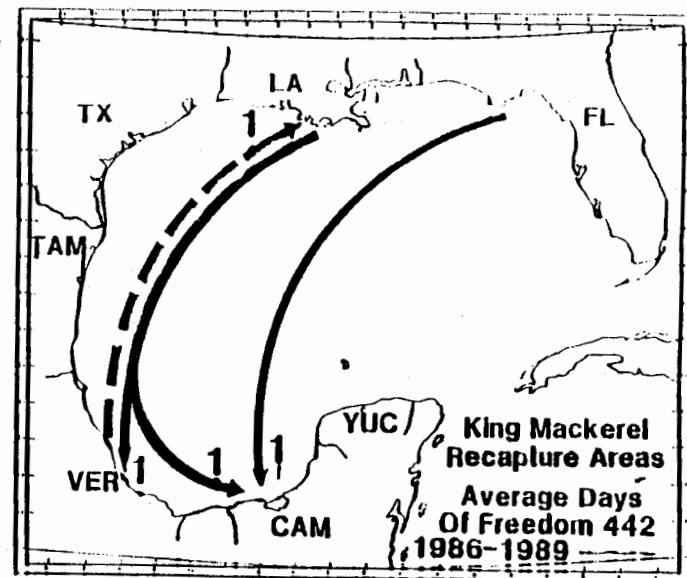 LA
TX
1
FL
TAM
YUC
King Mackerel
Recapture Areas
VER
1
1
1
CAM
Average Days
Of Freedom 442
1986-1989